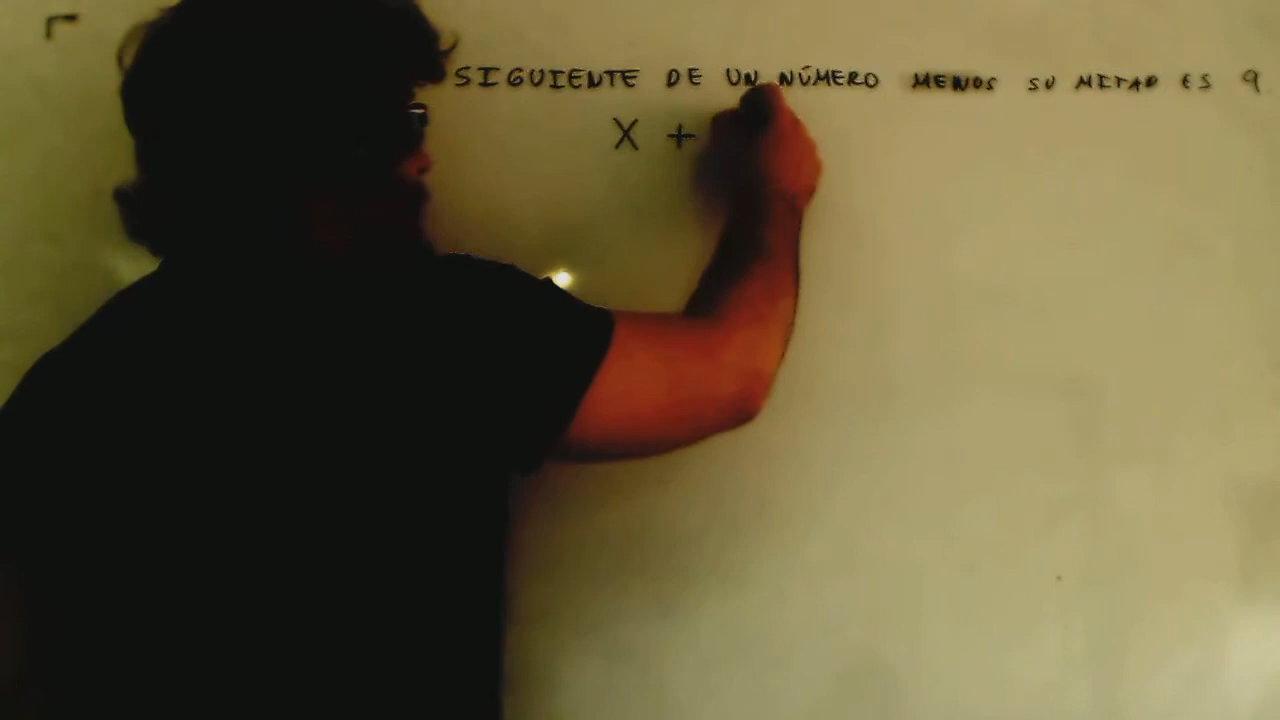 SIGUIENTE DE UN NÚMERO MENOS SU MITAD ES 9
X +